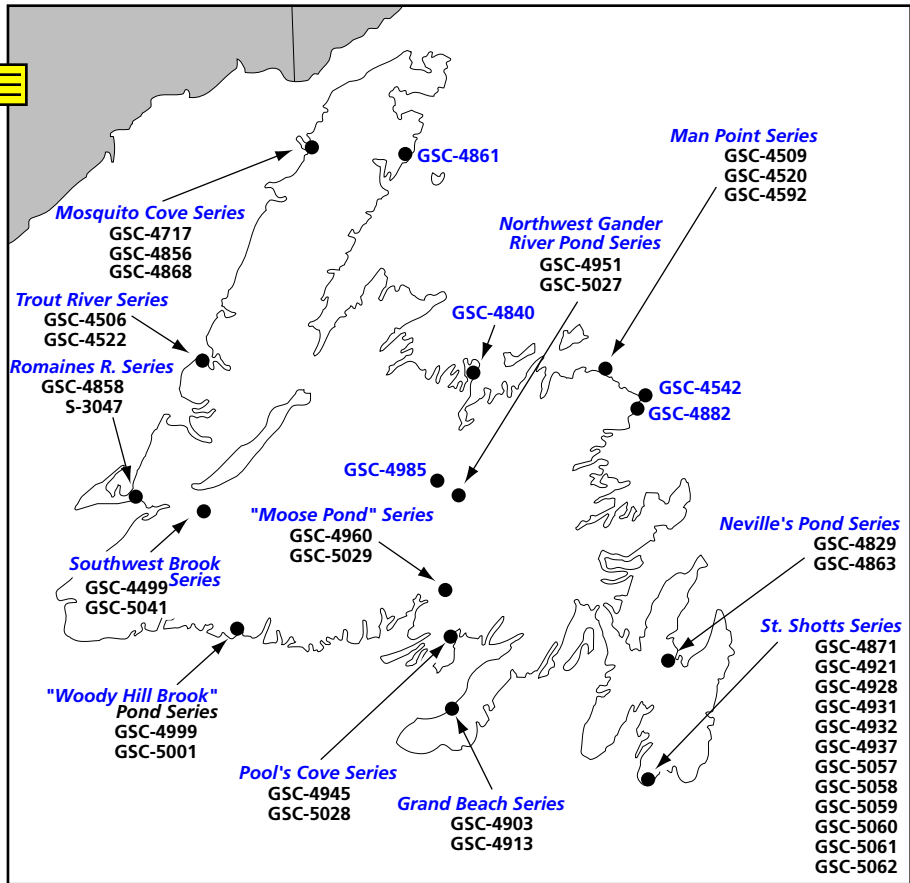 GSC-4861
Man Point Series
GSC-4509
GSC-4520
GSC-4592
Mosquito Cove Series
GSC-4717
GSC-4856
GSC-4868
Northwest Gander
River Pond Series
GSC-4951
GSC-5027
Trout River Series
GSC-4506
GSC-4522
GSC-4840
Romaines R. Series
GSC-4858
S-3047
GSC-4542
GSC-4882
GSC-4985
"Moose Pond" Series
GSC-4960
GSC-5029
Neville's Pond Series
GSC-4829
GSC-4863
Southwest Brook
Series
GSC-4499
GSC-5041
St. Shotts Series
GSC-4871
GSC-4921
GSC-4928
GSC-4931
GSC-4932
GSC-4937
GSC-5057
GSC-5058
GSC-5059
GSC-5060
GSC-5061
GSC-5062
"Woody Hill Brook"
Pond Series
GSC-4999
GSC-5001
Pool's Cove Series
GSC-4945
GSC-5028
Grand Beach Series
GSC-4903
GSC-4913